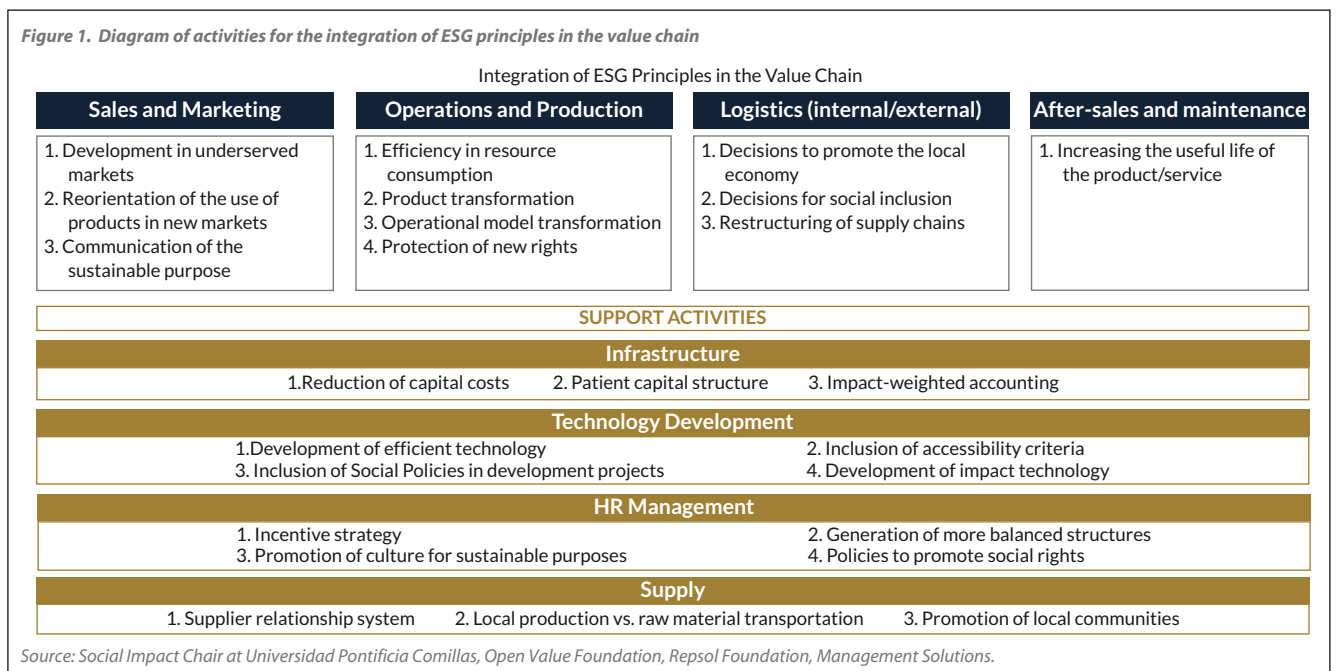 Figure 1. Diagram of activities for the integration of ESG principles in the value chain
Integration of ESG Principles in the Value Chain
Sales and Marketing
1. Development in underserved
markets
2. Reorientation of the use of
products in new markets
3. Communication of the
sustainable purpose
Operations and Production
1. Efficiency in resource
consumption
2. Product transformation
3. Operational model transformation
4. Protection of new rights
Logistics (internal/external)
1. Decisions to promote the local
economy
2. Decisions for social inclusion
3. Restructuring of supply chains
After-sales and maintenance
1. Increasing the useful life of
the product/service
SUPPORT ACTIVITIES
Infrastructure
1.Reduction of capital costs 2. Patient capital structure 3. Impact-weighted accounting
Technology Development
1.Development of efficient technology 2. Inclusion of accessibility criteria
3. Inclusion of Social Policies in development projects 4. Development of impact technology
HR Management
1. Incentive strategy 2. Generation of more balanced structures
3. Promotion of culture for sustainable purposes 4. Policies to promote social rights
Supply
1. Supplier relationship system 2. Local production vs. raw material transportation 3. Promotion of local communities
Source: Social Impact Chair at Universidad Pontificia Comillas, Open Value Foundation, Repsol Foundation, Management Solutions.